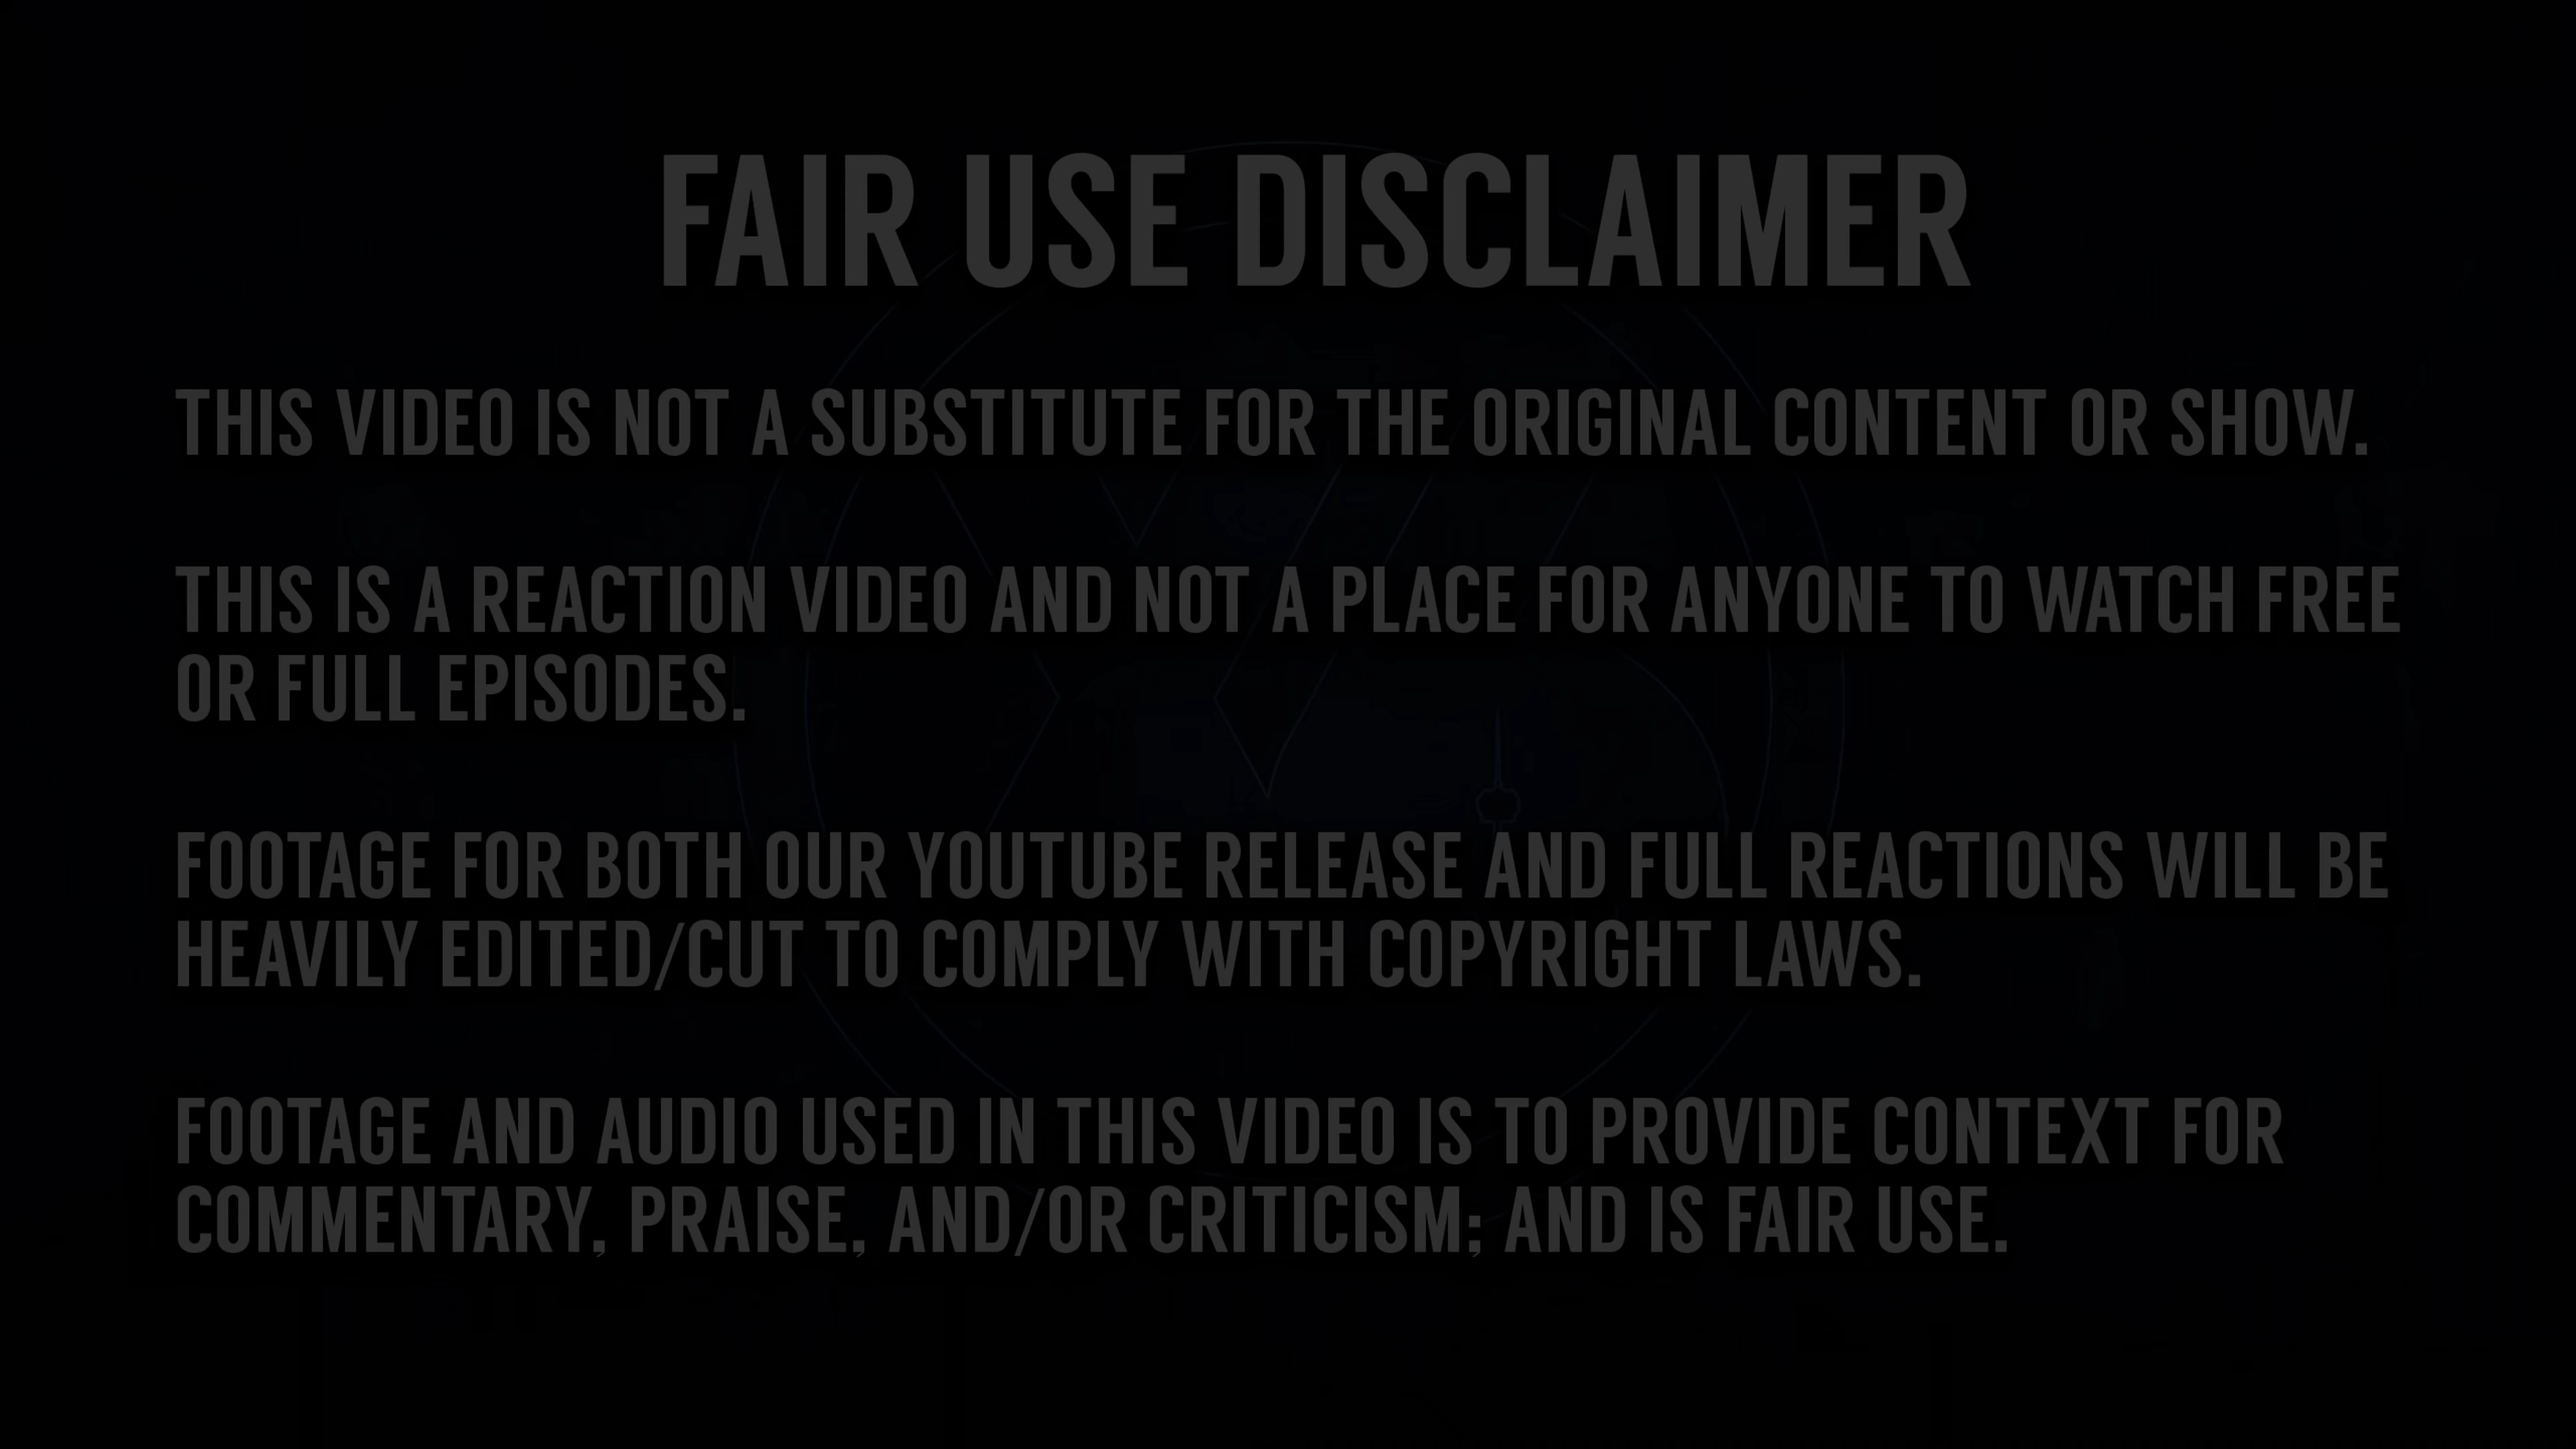 FAIR USE DISCLAIMER
THIS VIDEO IS NOT A SUBSTITUTE FOR THE ORIGINAL CONTENT OR SHOW.
THIS IS A REACTION VIDEO AND NOT A PLACE FOR ANYONE TO WATCH FREE
OR FULL EPISODES.
FOOTAGE FOR BOTH OUR YOUTUBE RELEASE AND FULL REACTIONS WILL BE
HEAVILY EDITED/CUT TO COMPLY WITH COPYRIGHT LAWS.
FOOTAGE AND AUDIO USED IN THIS VIDEO IS TO PROVIDE CONTEXT FOR
COMMENTARY, PRAISE, AND/OR CRITICISM; AND IS FAIR USE.